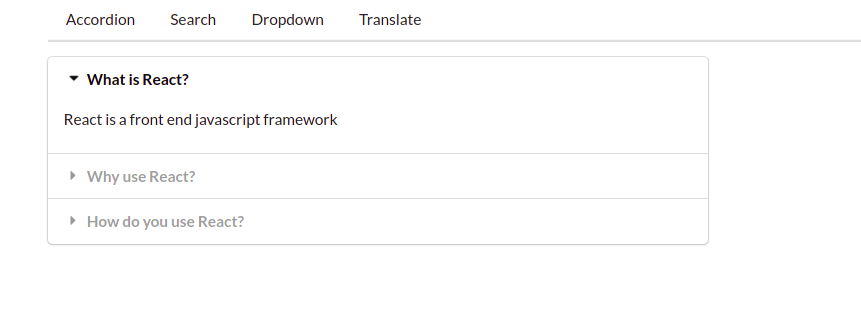 Accordion Search Dropdown Translate
What is React?
React is a front end javascript framework
Why use React?
How do you use React?